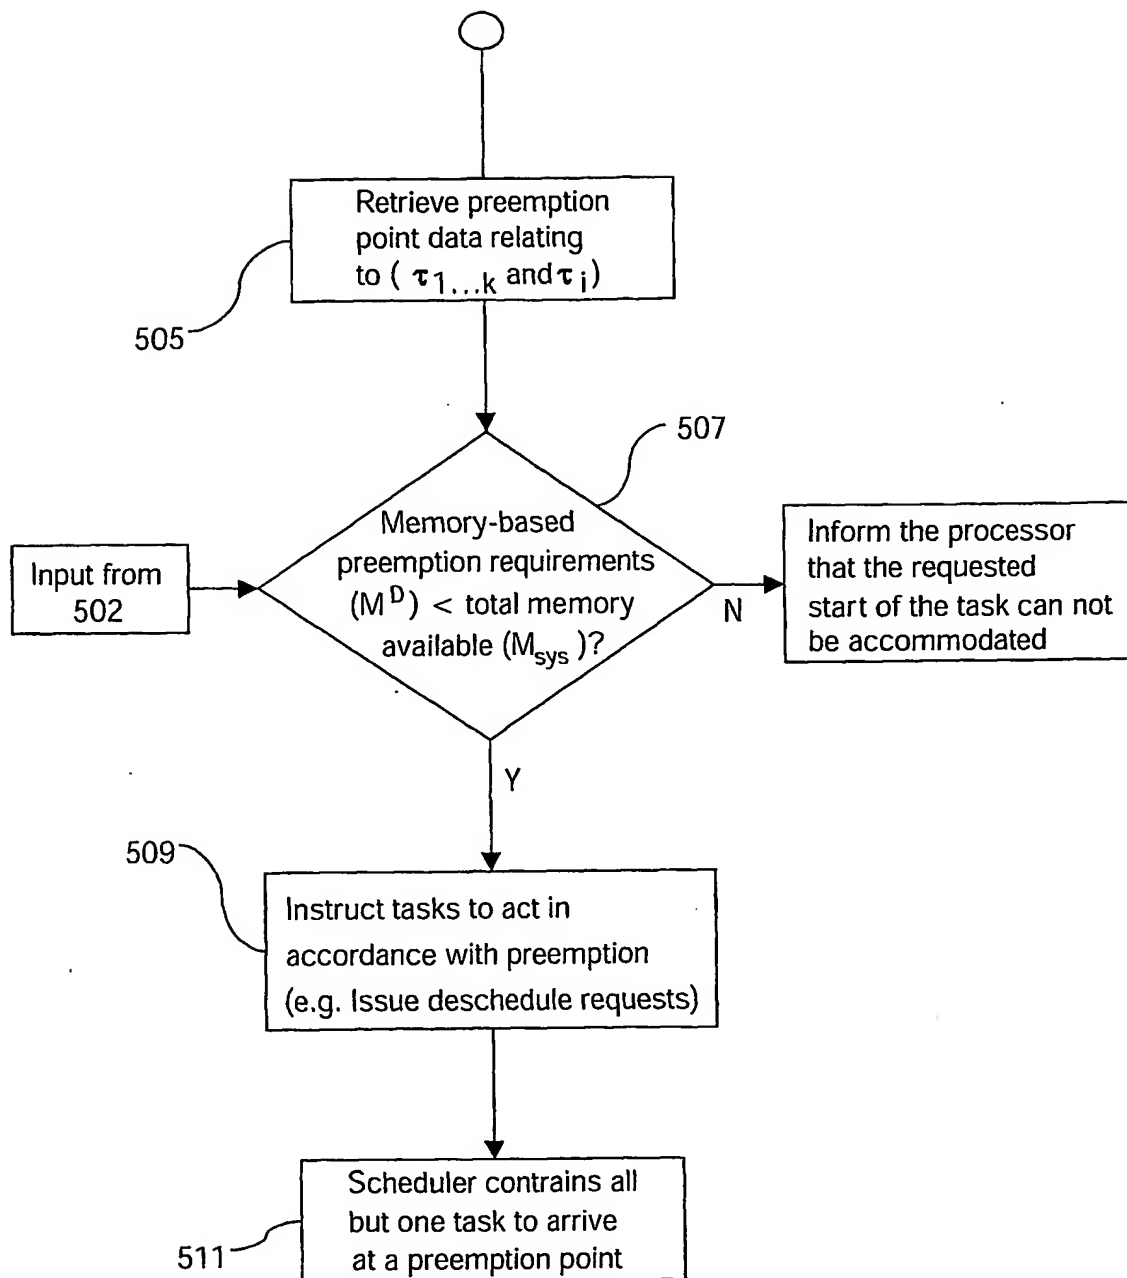 Retrieve preemption
point data relating
to ( τ1...k and τi)
505
507
Memory-based
preemption requirements
(M^D) < total memory
available (Msys )?
Input from
502
N
Inform the processor
that the requested
start of the task can not
be accommodated
Y
509
Instruct tasks to act in
accordance with preemption
(e.g. Issue deschedule requests)
Scheduler contrains all
but one task to arrive
at a preemption point
511